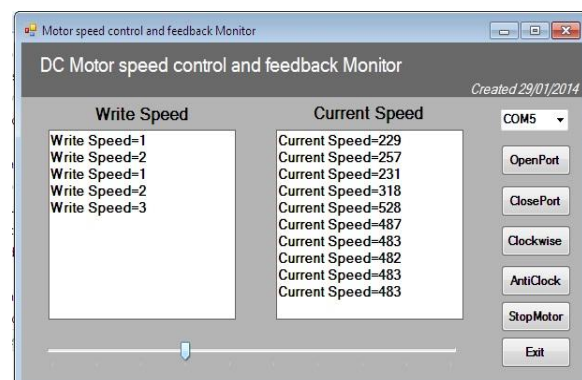 Motor speed control and feedback Monitor
DC Motor speed control and feedback Monitor
Created 29/01/2014
Write Speed
Write Speed=1
Write Speed=2
Write Speed=1
Write Speed=2
Write Speed=3
Current Speed
Current Speed=229
Current Speed=257
Current Speed=231
Current Speed=318
Current Speed=528
Current Speed=487
Current Speed=483
Current Speed=482
Current Speed=483
Current Speed=483
COM5
OpenPort
ClosePort
Clockwise
AntiClock
StopMotor
Exit